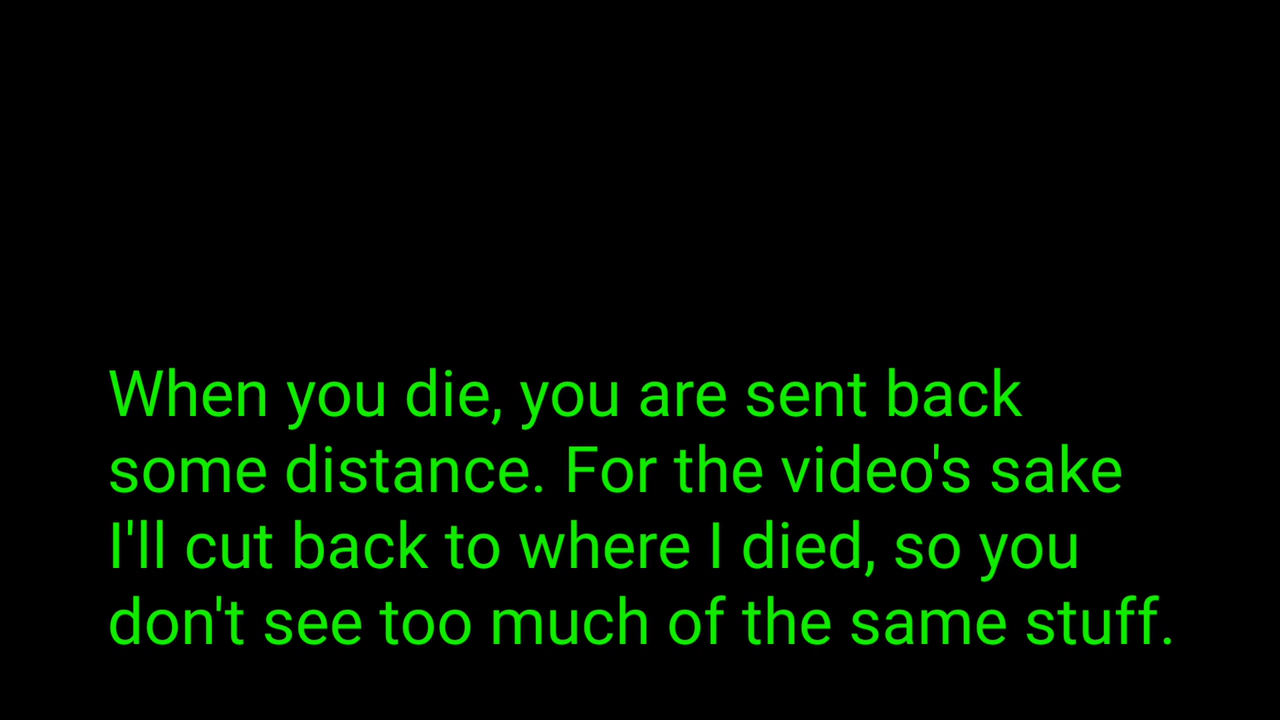 When you die, you are sent back
some distance. For the video's sake
I'll cut back to where I died, so you
don't see too much of the same stuff.